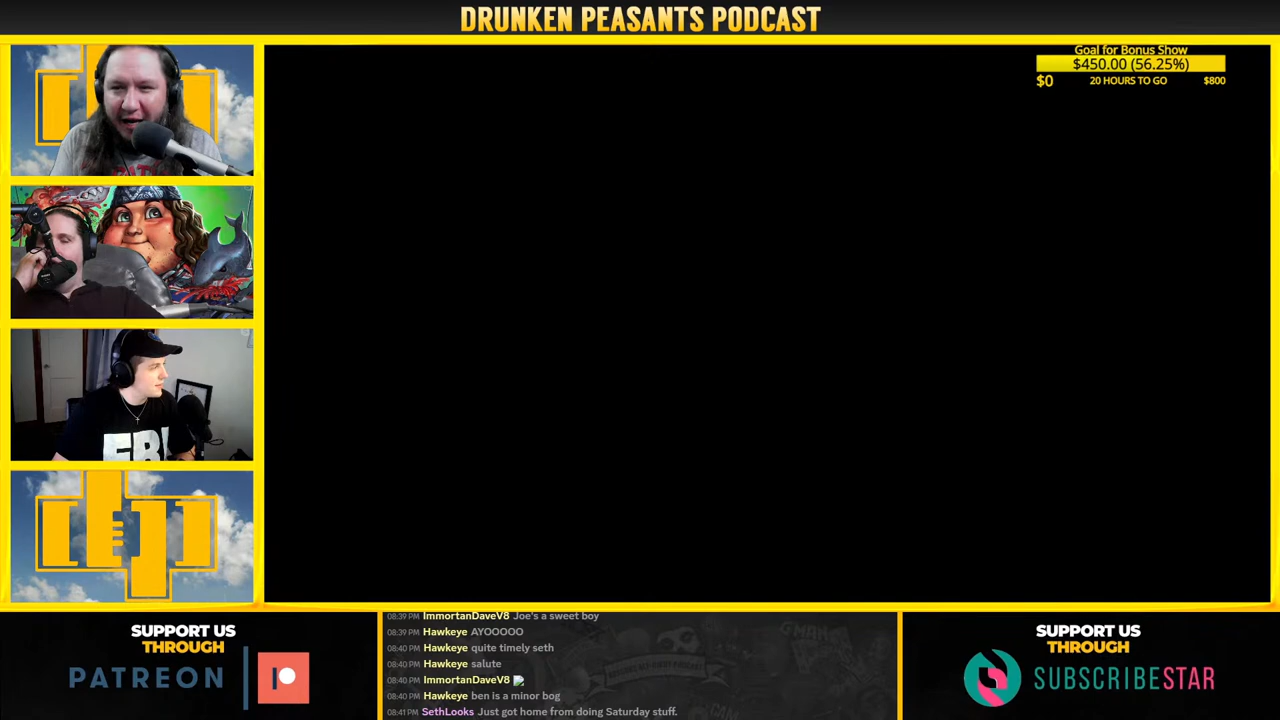 DRUNKEN PEASANTS PODCAST
Goal for Bonus Show
$450.00 (56.25%)
$0 20 HOURS TO GO $800
SUPPORT US
THROUGH
PATREON
08:39 PM ImmortanDaveV8 Joe's a sweet boy
08:39 PM Hawkeye AYOOOOO
08:40 PM Hawkeye quite timely seth
08:40 PM Hawkeye salute
08:40 PM ImmortanDaveV8
08:40 PM Hawkeye ben is a minor bog
08:41 PM SethLooks Just got home from doing Saturday stuff.
SUPPORT US
THROUGH
SUBSCRIBESTAR